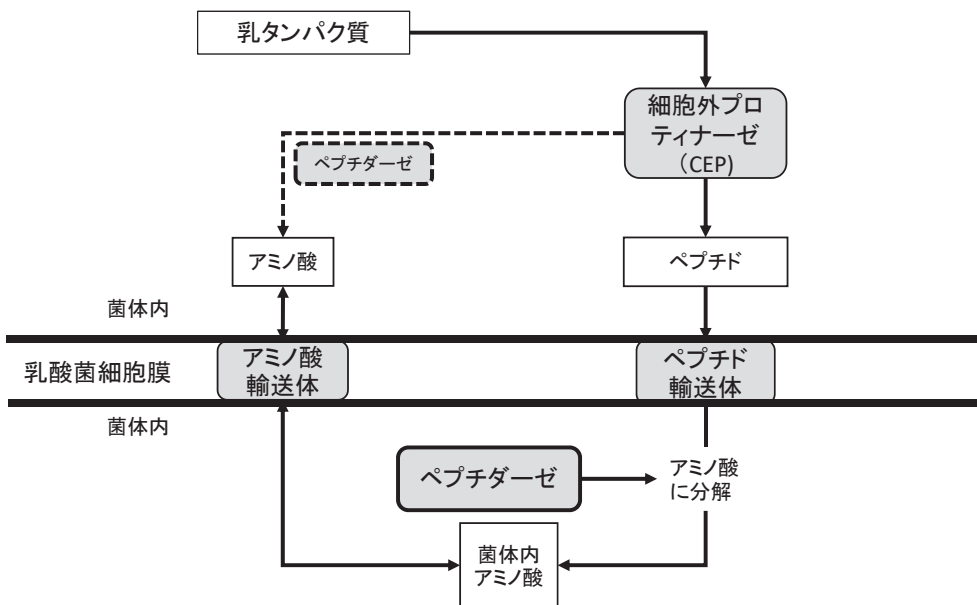 乳タンパク質
細胞外プロ
ティナーゼ
（CEP)
ペプチダーゼ
アミノ酸
ペプチド
菌体内
アミノ酸
輸送体
ペプチド
輸送体
乳酸菌細胞膜
菌体内
ペプチダーゼ
アミノ酸
に分解
菌体内
アミノ酸